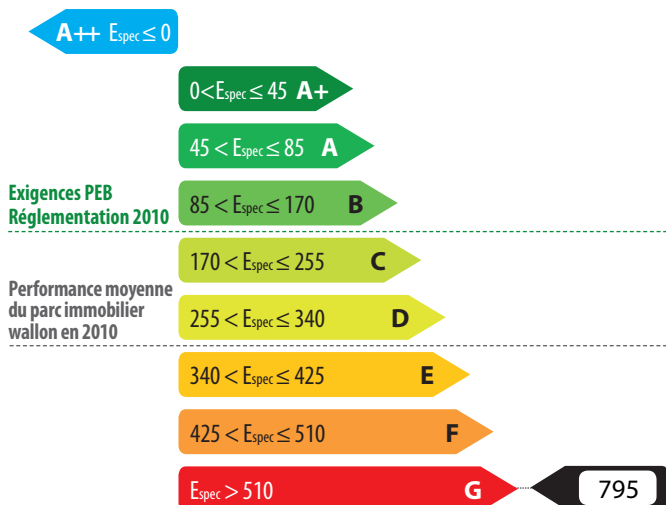 A++ Espec ≤ 0
0 < Espec ≤ 45 A+
45 < Espec ≤ 85 A
Exigences PEB
Réglementation 2010
85 < Espec ≤ 170 B
170 < Espec ≤ 255 C
Performance moyenne
du parc immobilier
wallon en 2010
255 < Espec ≤ 340 D
340 < Espec ≤ 425 E
425 < Espec ≤ 510 F
Espec > 510 G 795